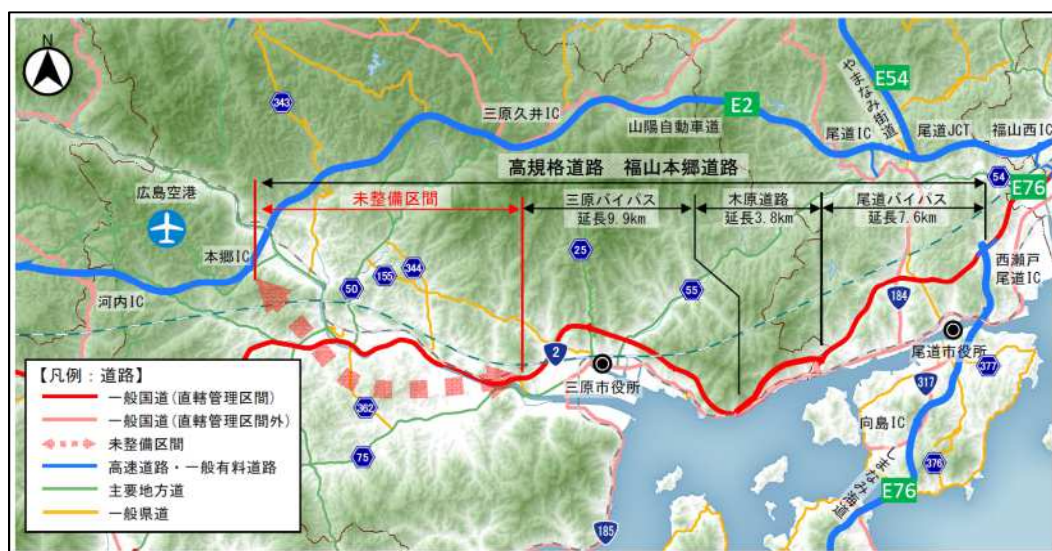 N
E54
やまなみ街道
343
三原久井IC
E2
山陽自動車道
尾道IC
尾道JCT
福山西IC
高規格道路 福山本郷道路
54
E76
広島空港
未整備区間
三原バイパス
延長9.9km
木原道路
延長3.8km
尾道バイパス
延長7.6km
本郷IC
25
西瀬戸
尾道IC
河内IC
50
155
344
55
184
2
三原市役所
尾道市役所
377
317
362
75
向島IC
376
しまなみ海道
E76
185
【凡例:道路】
一般国道(直轄管理区間)
一般国道(直轄管理区間外)
未整備区間
高速道路・一般有料道路
主要地方道
一般県道